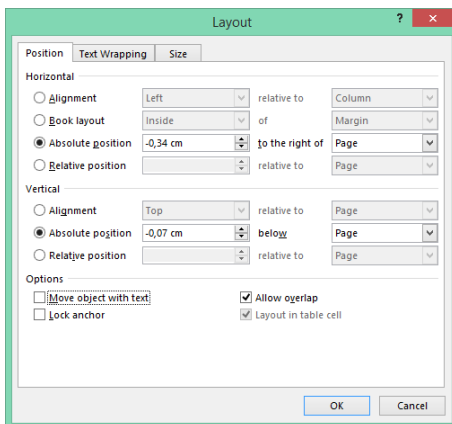 Layout ? ×
Position Text Wrapping Size
Horizontal
Alignment Left relative to Column
Book layout Inside of Margin
Absolute position -0,34 cm to the right of Page
Relative position relative to Page
Vertical
Alignment Top relative to Page
Absolute position -0,07 cm below Page
Relative position relative to Page
Options
Move object with text Allow overlap
Lock anchor Layout in table cell
OK Cancel